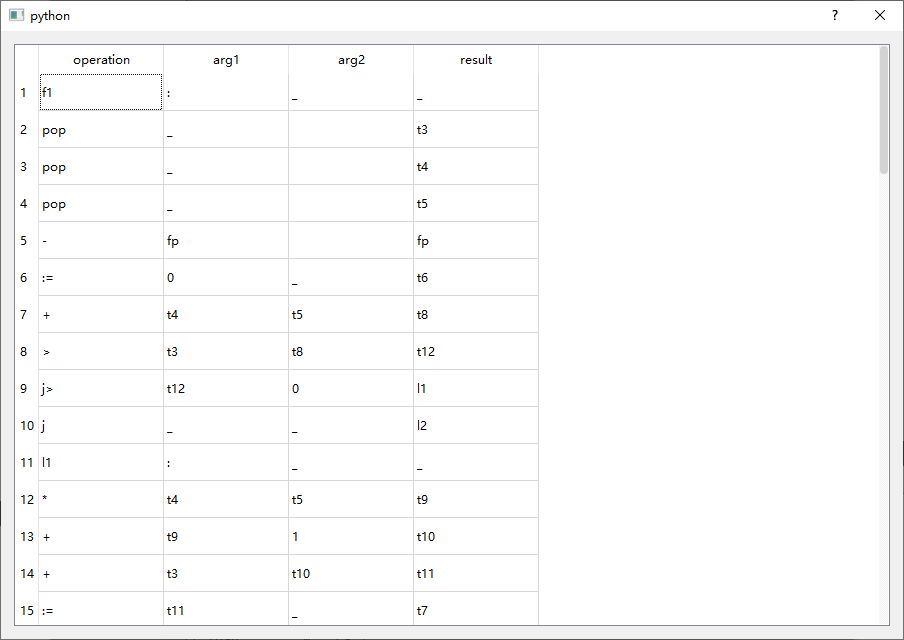 python
operation arg1 arg2 result
1 f1 : _ _
2 pop _ t3
3 pop _ t4
4 pop _ t5
5 - fp fp
6 := 0 _ t6
7 + t4 t5 t8
8 > t3 t8 t12
9 j> t12 0 l1
10 j _ _ l2
11 l1 : _ _
12 * t4 t5 t9
13 + t9 1 t10
14 + t3 t10 t11
15 := t11 _ t7